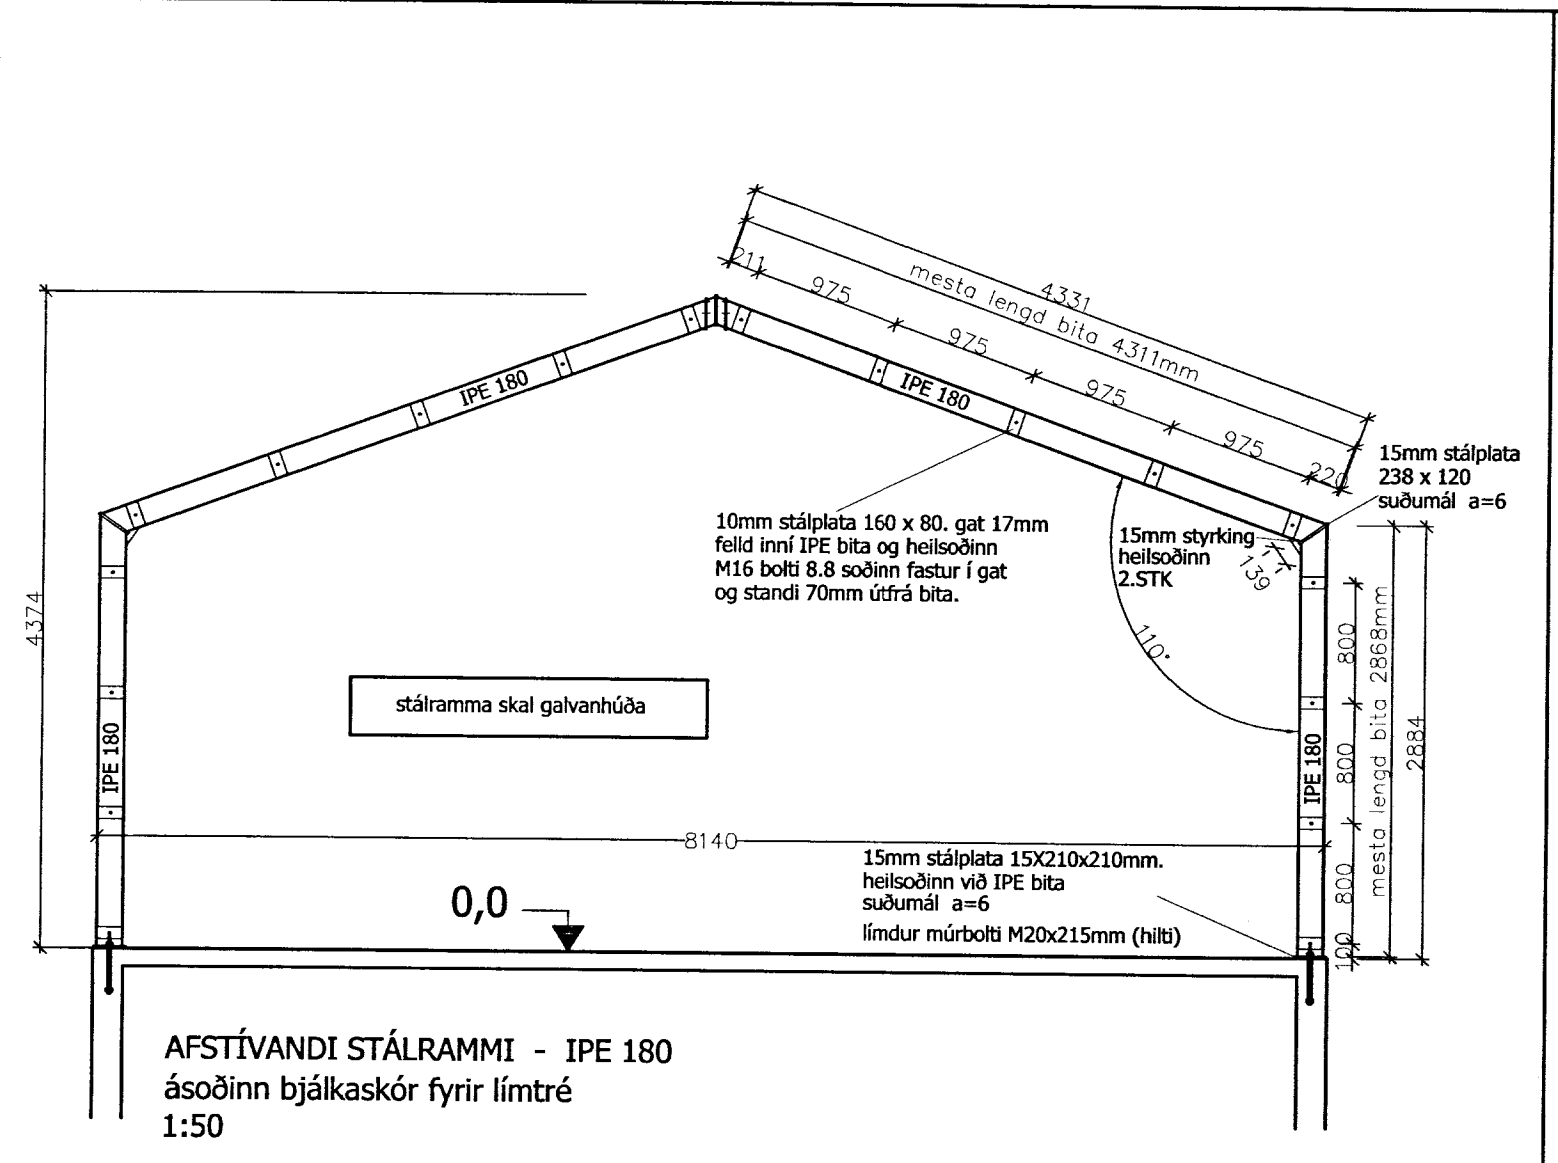 4331
mesta lengd bita 4311mm
211
975
975
975
975
220
IPE 180
IPE 180
15mm stálplata
238 x 120
suðumál a=6
10mm stálplata 160 x 80. gat 17mm
felld inní IPE bita og heilsoðinn
M16 bolti 8.8 soðinn fastur í gat
og standi 70mm útfrá bita.
15mm styrking
heilsoðinn
2.STK
139
110°
4374
stálramma skal galvanhúða
IPE 180
IPE 180
800
800
800
100
mesta lengd bita 2868mm
2884
8140
15mm stálplata 15X210x210mm.
heilsoðinn við IPE bita
suðumál a=6
límdur múrbolti M20x215mm (hilti)
0,0
AFSTÍVANDI STÁLRAMMI - IPE 180
ásoðinn bjálkaskór fyrir límtré
1:50